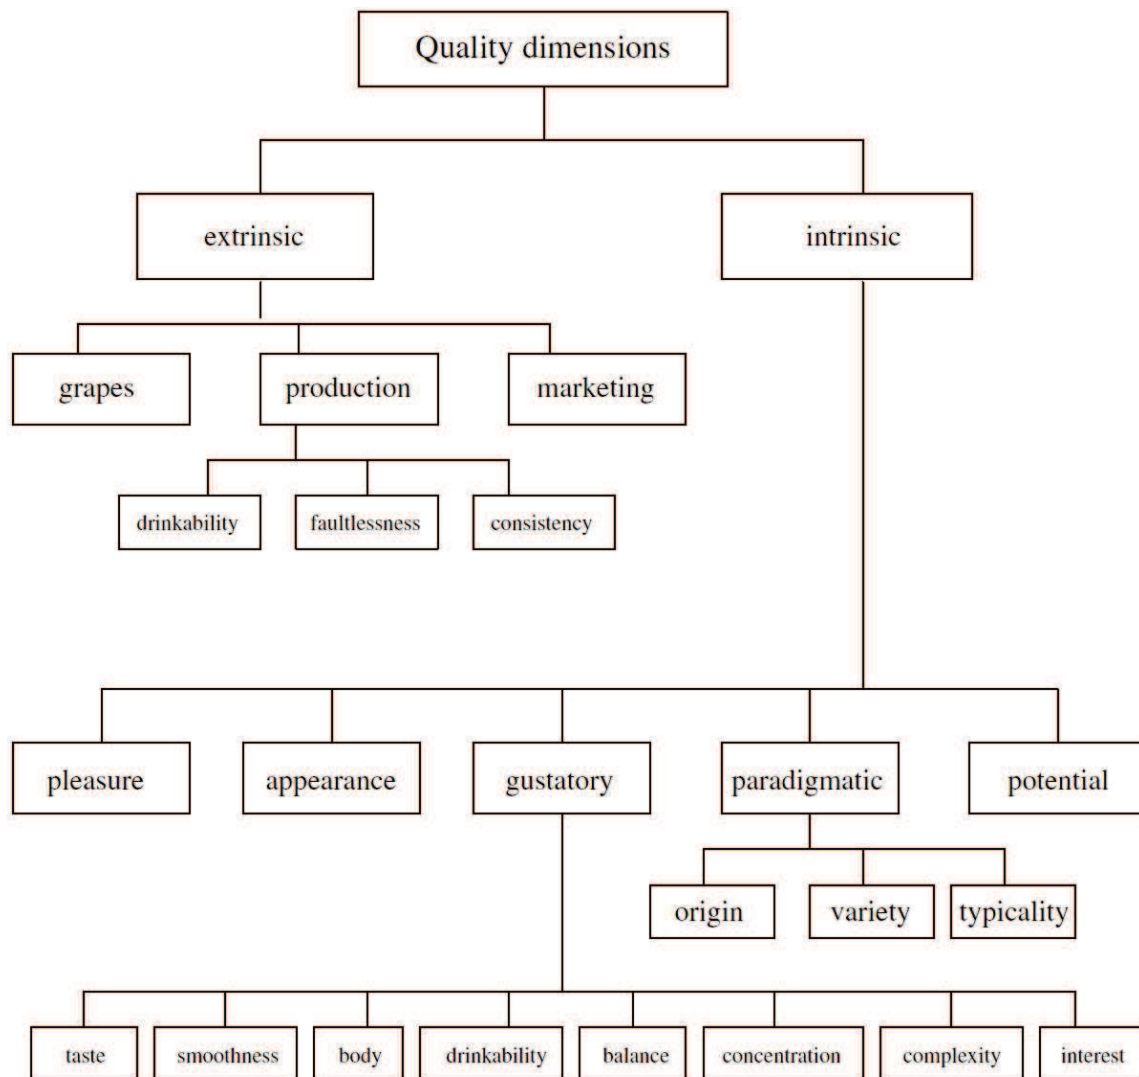 Quality dimensions
extrinsic
intrinsic
grapes
production
marketing
drinkability
faultlessness
consistency
pleasure
appearance
gustatory
paradigmatic
potential
origin
variety
typicality
taste
smoothness
body
drinkability
balance
concentration
complexity
interest